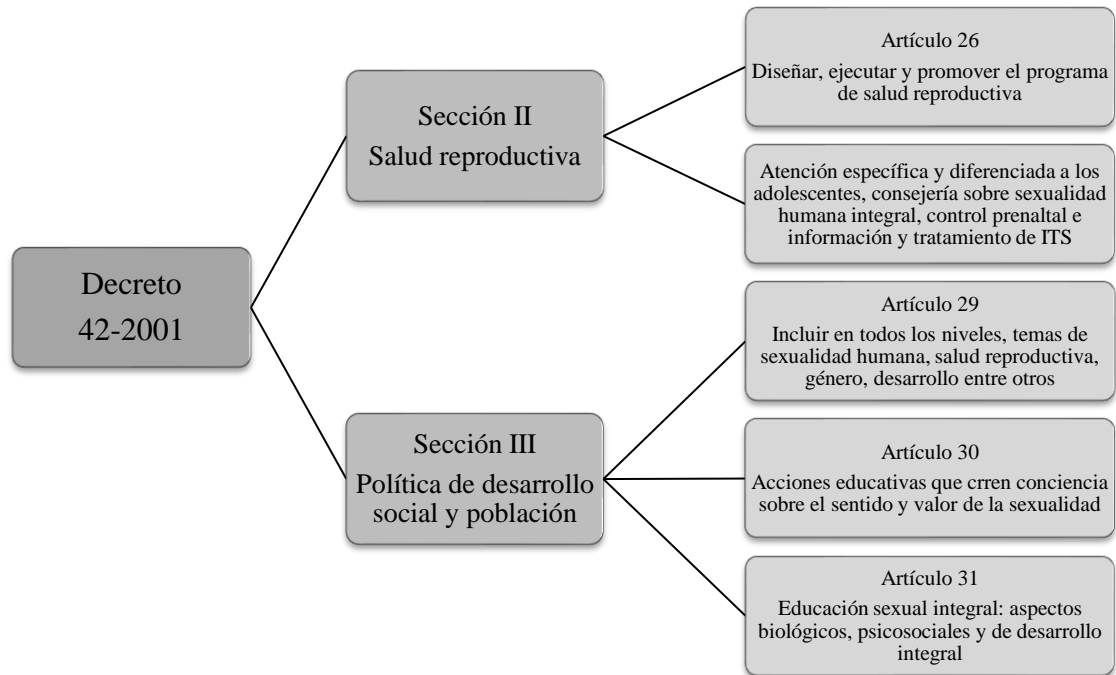 Decreto
42-2001
Sección II
Salud reproductiva
Artículo 26
Diseñar, ejecutar y promover el programa
de salud reproductiva
Atención específica y diferenciada a los
adolescentes, consejería sobre sexualidad
humana integral, control prenaltal e
información y tratamiento de ITS
Sección III
Política de desarrollo
social y población
Artículo 29
Incluir en todos los niveles, temas de
sexualidad humana, salud reproductiva,
género, desarrollo entre otros
Artículo 30
Acciones educativas que crren conciencia
sobre el sentido y valor de la sexualidad
Artículo 31
Educación sexual integral: aspectos
biológicos, psicosociales y de desarrollo
integral